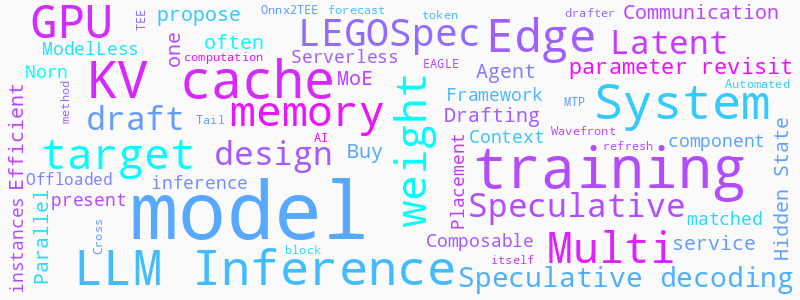 GPU
TEE
propose
Onnx2TEE
forecast
token
drafter
Communication
ModelLess
one
often
LEGOSpec
Edge
Latent
computation
Serverless
EAGLE
parameter revisit
Norn
KV cache
MoE
Agent
Automated
method
memory
Framework
MTP
System
draft
Tail
AI
weight
Drafting
Context
Wavefront
component
target
design
Buy
refresh
Efficient
Offloaded
inference
training
Placement
Hidden State
instances
Parallel
present
model
Speculative
matched
Cross
block
Composable
itself
Multi
service
LLM Inference
Speculative decoding